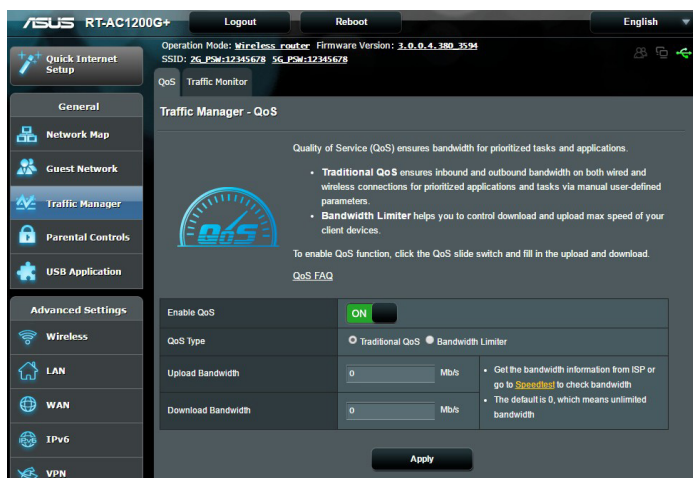 ASUS RT-AC1200G+ Logout Reboot English
Operation Mode: Wireless router Firmware Version: 3.0.0.4.380_3594
SSID: 2G_PSW:12345678 5G_PSW:12345678
Quick Internet
Setup
General
Network Map
Guest Network
Traffic Manager
Parental Controls
USB Application
Advanced Settings
Wireless
LAN
WAN
IPv6
IPv6
VPN
QoS Traffic Monitor
Traffic Manager - QoS
QoS
Quality of Service (QoS) ensures bandwidth for prioritized tasks and applications.
• Traditional QoS ensures inbound and outbound bandwidth on both wired and
wireless connections for prioritized applications and tasks via manual user-defined
parameters.
• Bandwidth Limiter helps you to control download and upload max speed of your
client devices.
To enable QoS function, click the QoS slide switch and fill in the upload and download.
QoS FAQ
Enable QoS ON
QoS Type Traditional QoS Bandwidth Limiter
Upload Bandwidth 0 Mb/s
Download Bandwidth 0 Mb/s
• Get the bandwidth information from ISP or
go to Speedtest to check bandwidth
• The default is 0, which means unlimited
bandwidth
Apply